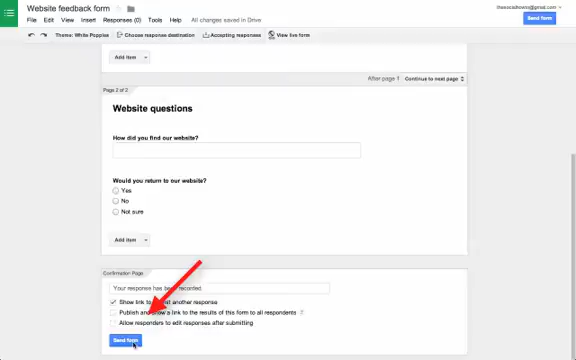 Website feedback form
File Edit View Insert Responses (0) Tools Help All changes saved in Drive
Send form
Theme: White Poppies Choose response destination Accepting responses View live form
Add item
After page 1 Continue to next page
Page 2 of 2
Website questions
How did you find our website?
Would you return to our website?
Yes
No
Not sure
Add item
Confirmation Page
Your response has been recorded
Show link to another response
Publish and show a link to the results of this form to all respondents ?
Allow responders to edit responses after submitting
Send form